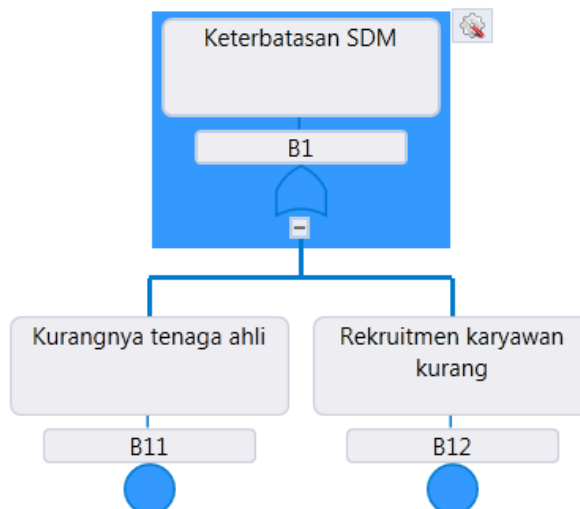 Keterbatasan SDM
B1
Kurangnya tenaga ahli
Rekruitmen karyawan
kurang
B11
B12